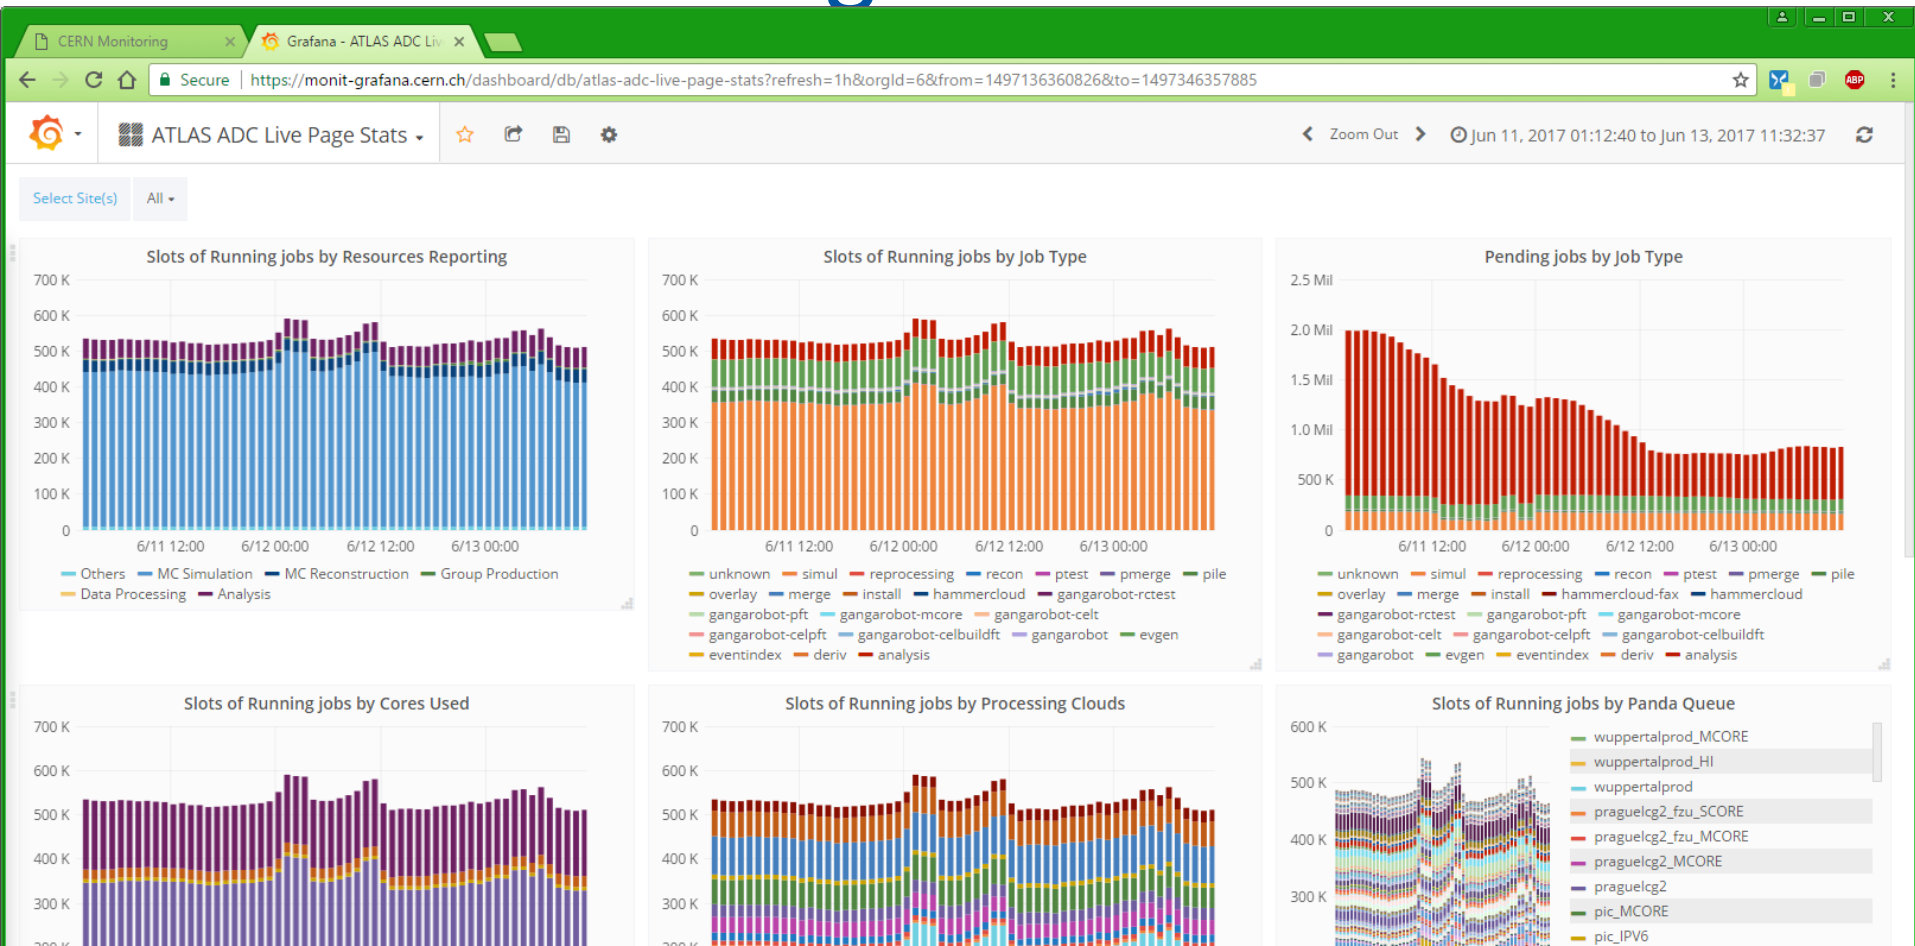 CERN Monitoring
Grafana - ATLAS ADC Liv
Secure
https://monit-grafana.cern.ch/dashboard/db/atlas-adc-live-page-stats?refresh=1h&orgId=6&from=1497136360826&to=1497346357885
ABP
ATLAS ADC Live Page Stats
Zoom Out
Jun 11, 2017 01:12:40 to Jun 13, 2017 11:32:37
Select Site(s) All
Slots of Running jobs by Resources Reporting
700 K
600 K
500 K
400 K
300 K
200 K
100 K
0
6/11 12:00 6/12 00:00 6/12 12:00 6/13 00:00
Others MC Simulation MC Reconstruction Group Production
Data Processing Analysis
Slots of Running jobs by Job Type
700 K
600 K
500 K
400 K
300 K
200 K
100 K
0
6/11 12:00 6/12 00:00 6/12 12:00 6/13 00:00
unknown simul reprocessing recon ptest pmerge pile
overlay merge install hammercloud gangarobot-rctest
gangarobot-pft gangarobot-mcore gangarobot-celt
gangarobot-celpft gangarobot-celbuildft gangarobot evgen
eventindex deriv analysis
Pending jobs by Job Type
2.5 Mil
2.0 Mil
1.5 Mil
1.0 Mil
500 K
0
6/11 12:00 6/12 00:00 6/12 12:00 6/13 00:00
unknown simul reprocessing recon ptest pmerge pile
overlay merge install hammercloud-fax hammercloud
gangarobot-rctest gangarobot-pft gangarobot-mcore
gangarobot-celt gangarobot-celpft gangarobot-celbuildft
gangarobot evgen eventindex deriv analysis
Slots of Running jobs by Cores Used
700 K
600 K
500 K
400 K
300 K
Slots of Running jobs by Processing Clouds
700 K
600 K
500 K
400 K
300 K
Slots of Running jobs by Panda Queue
600 K
500 K
400 K
300 K
wuppertalprod_MCORE
wuppertalprod_HI
wuppertalprod
praguelcg2_fzu_SCORE
praguelcg2_fzu_MCORE
praguelcg2_MCORE
praguelcg2
pic_MCORE
pic_IPV6